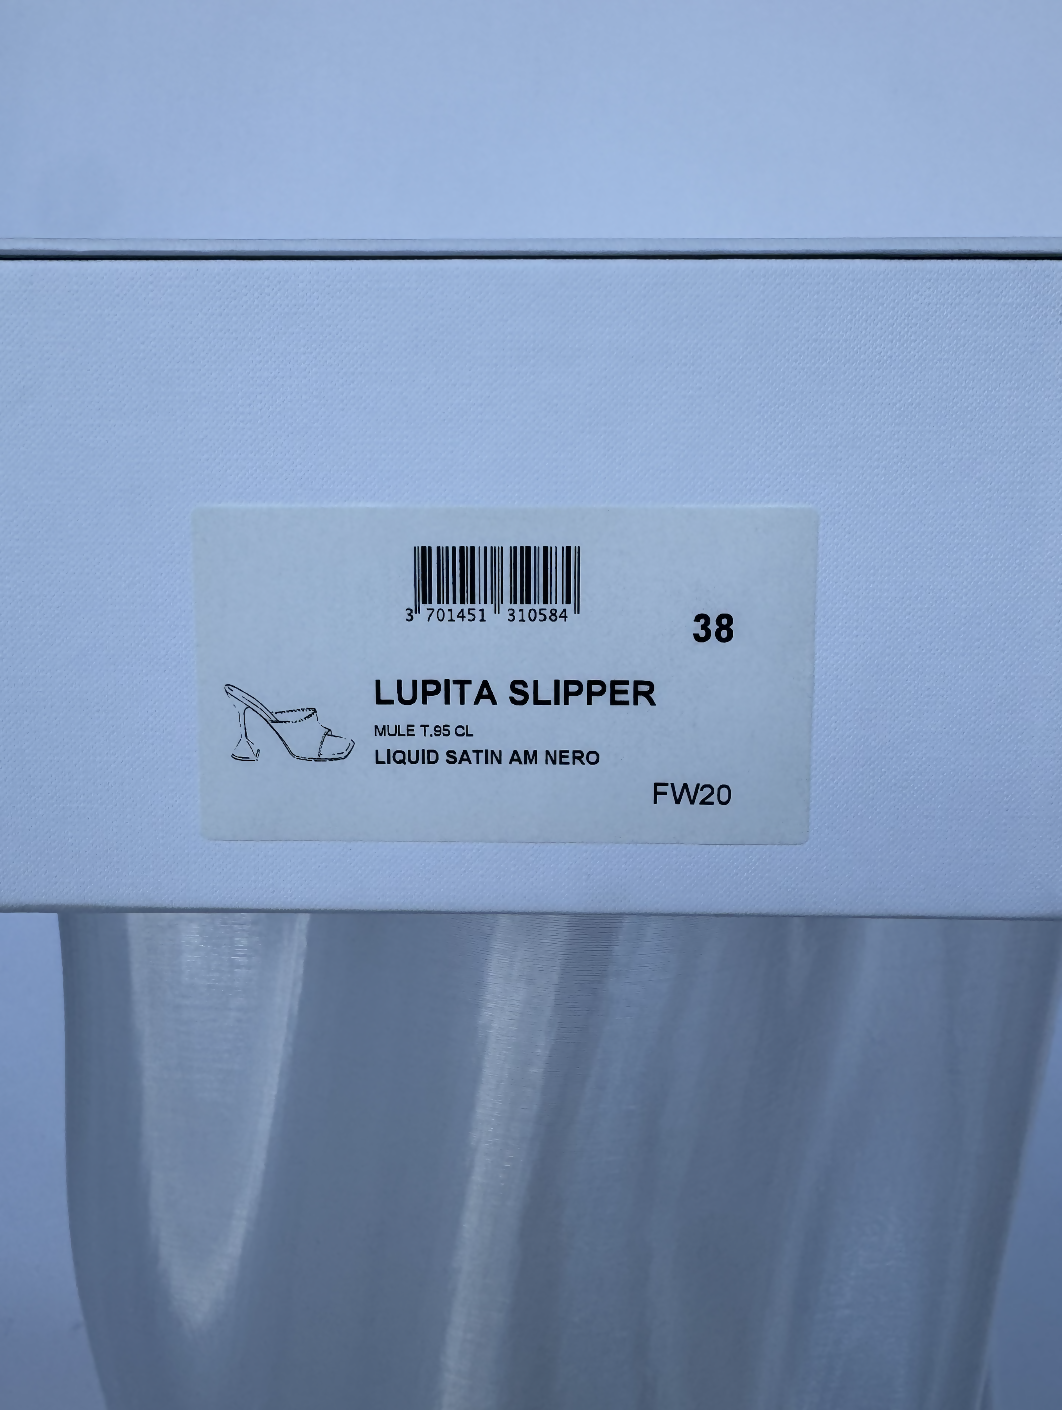 3 701451 310584
38
LUPITA SLIPPER
MULE T.95 CL
LIQUID SATIN AM NERO
FW20